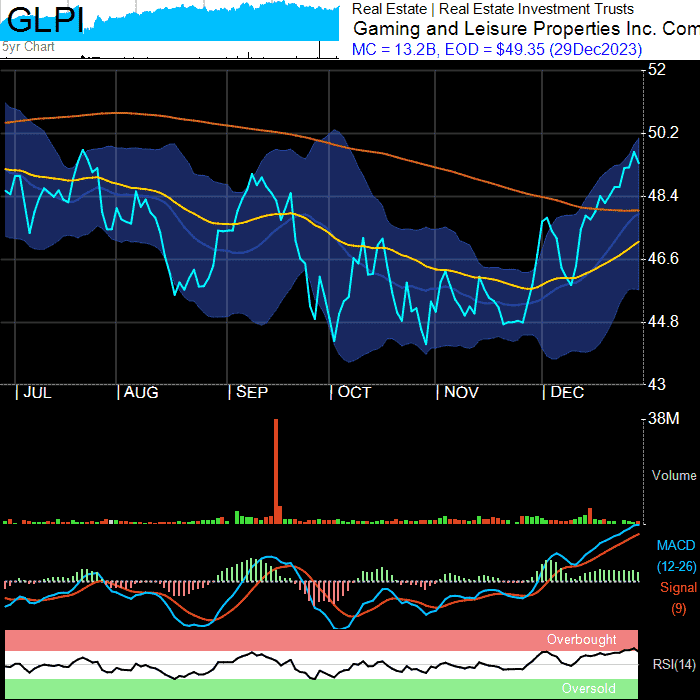 GLPI
5yr Chart
Real Estate | Real Estate Investment Trusts
Gaming and Leisure Properties Inc. Com
MC = 13.2B, EOD = $49.35 (29Dec2023)
52
50.2
48.4
46.6
44.8
43
| JUL | AUG | SEP | OCT | NOV | DEC
38M
Volume
MACD
(12-26)
Signal
(9)
Overbought
RSI(14)
Oversold